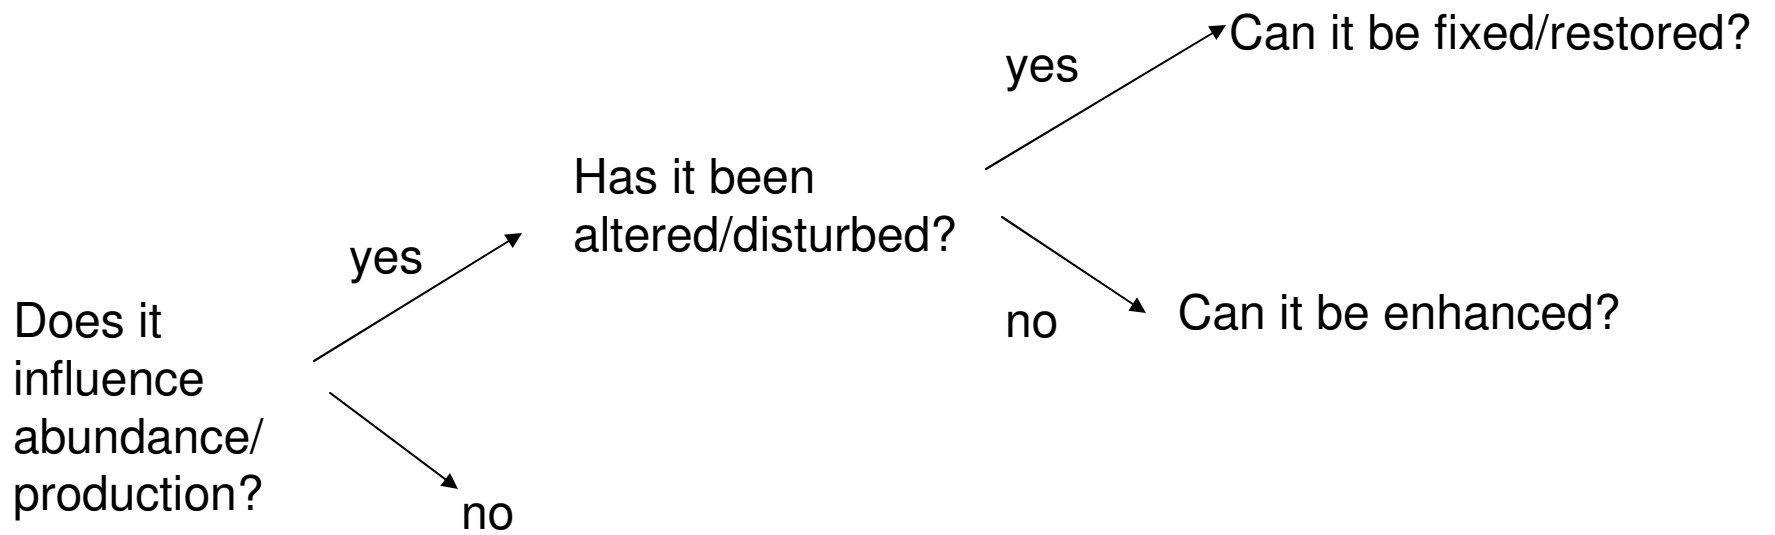 Does it
influence
abundance/
production?
yes
no
Has it been
altered/disturbed?
yes
no
Can it be fixed/restored?
Can it be enhanced?